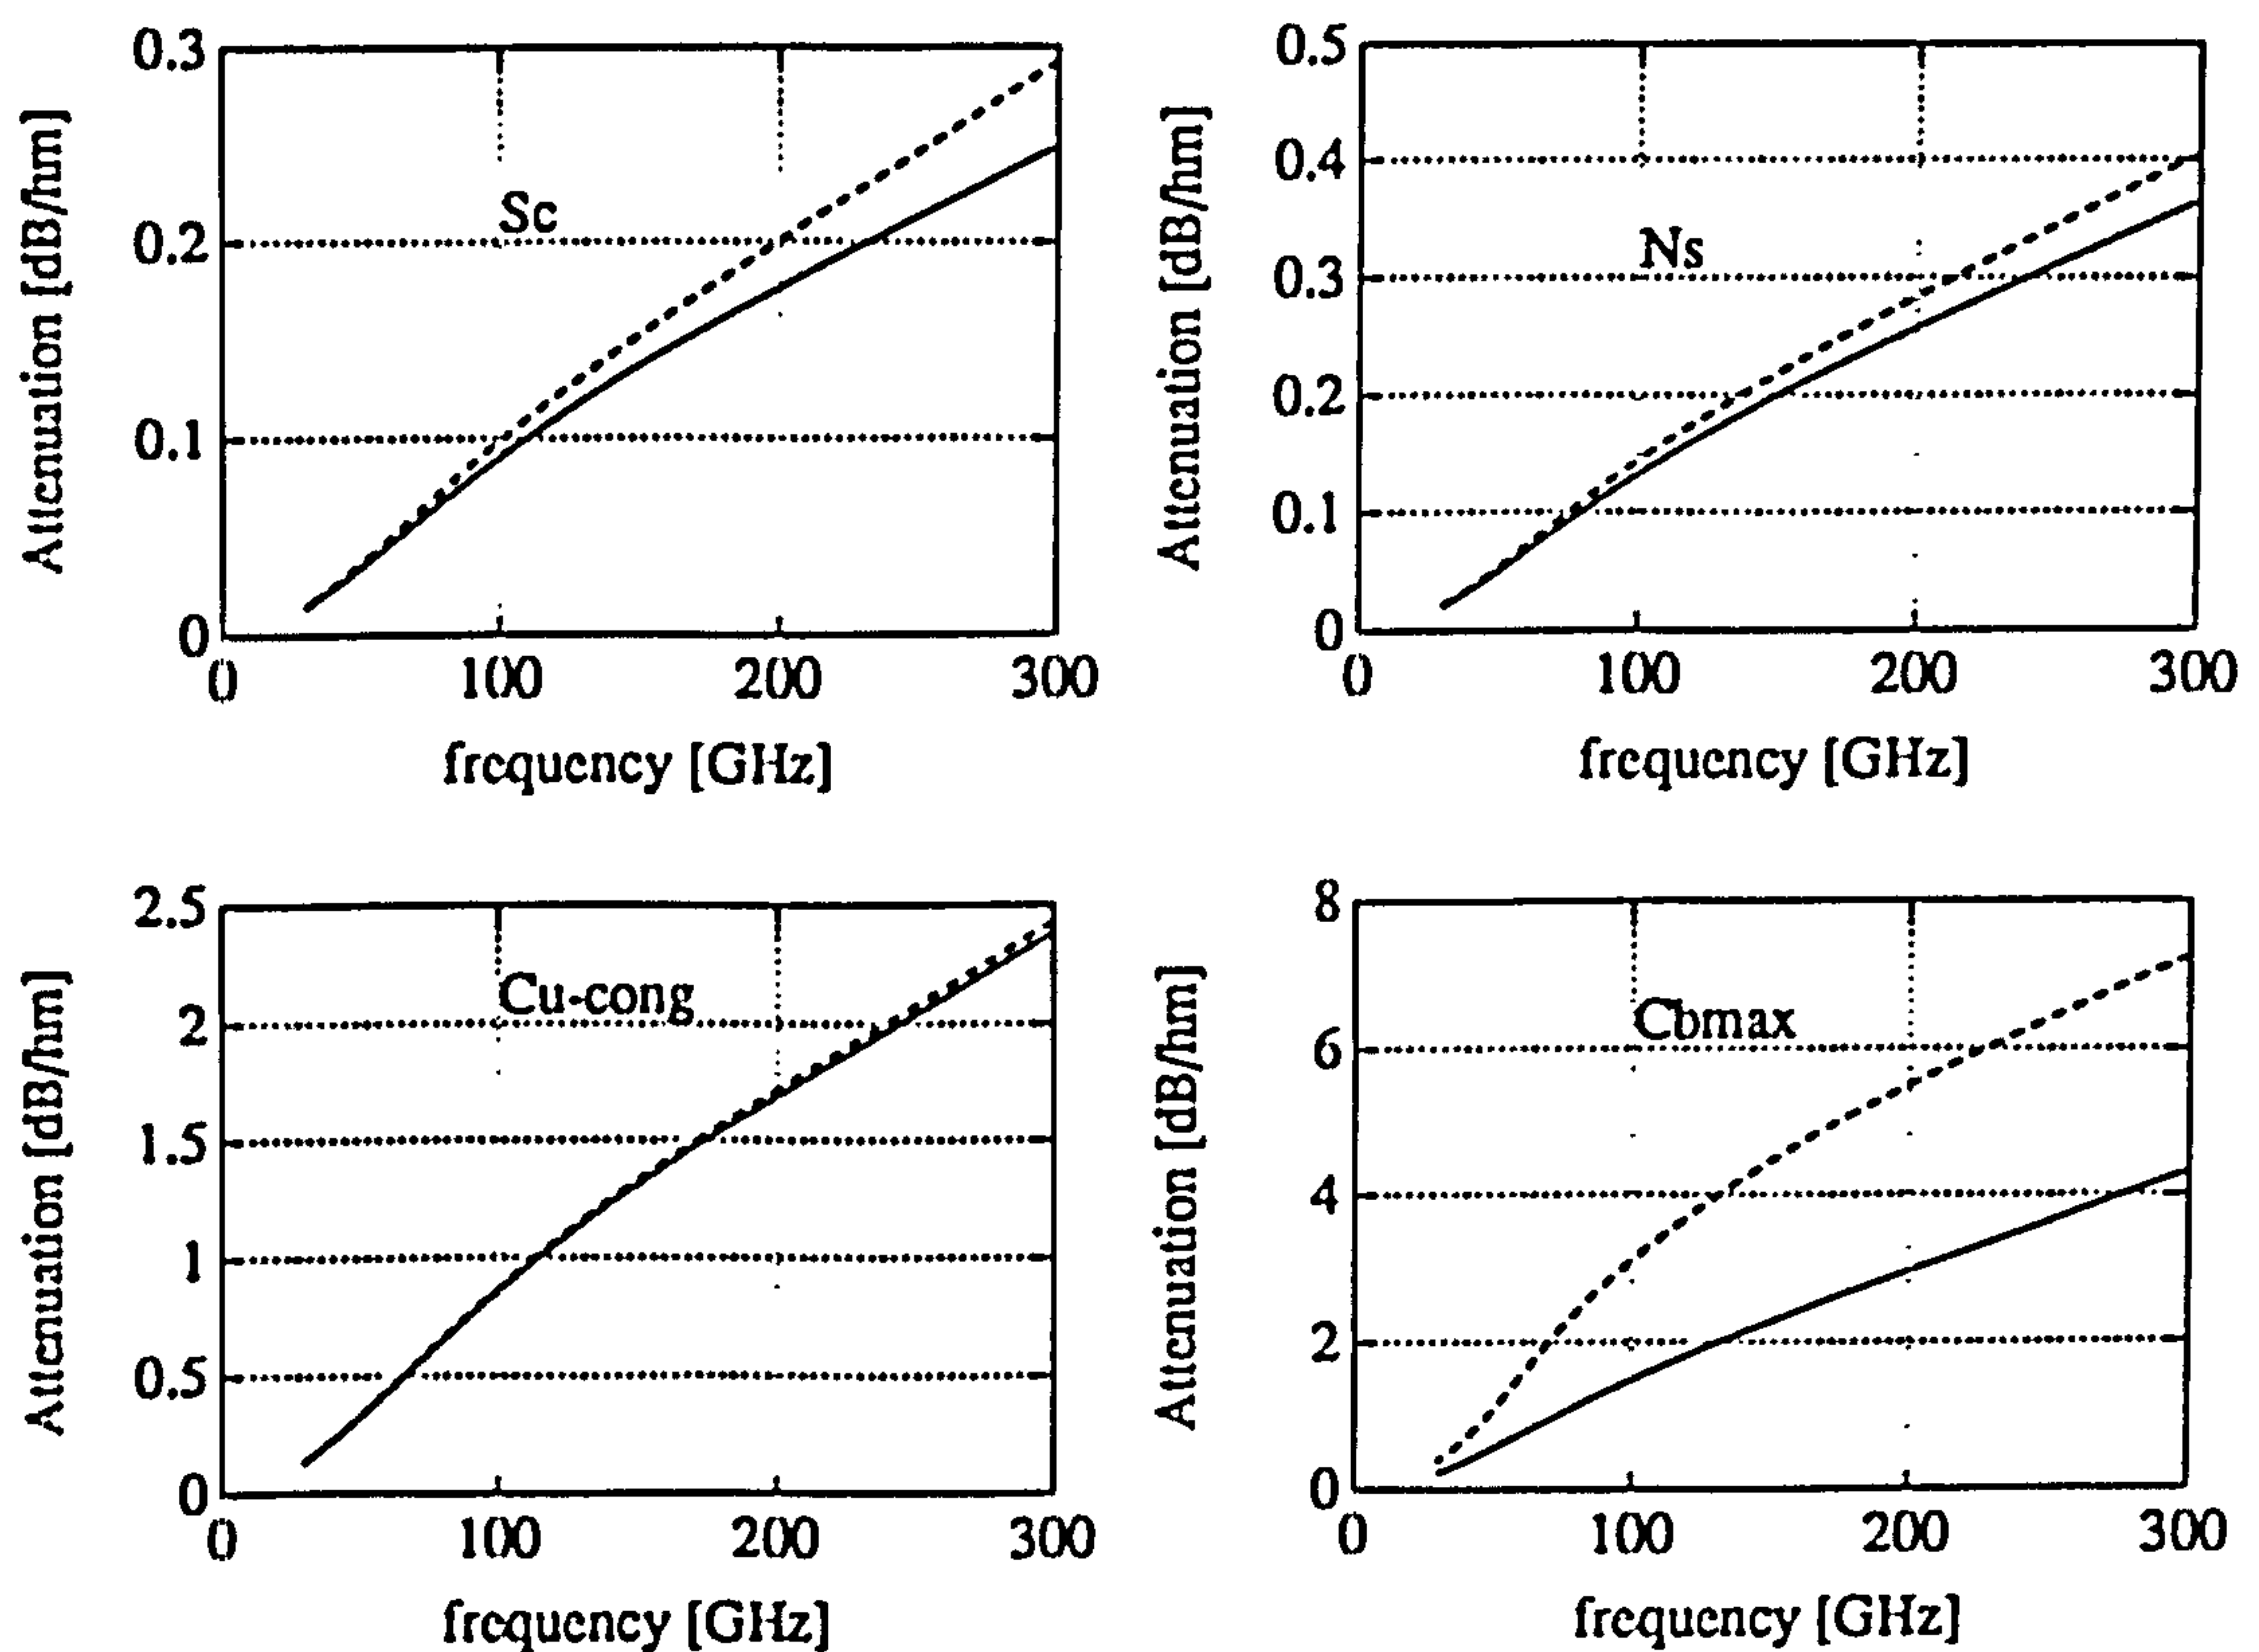 0.3
0.2
0.1
0
Attenuation [dB/hm]
Sc
0 100 200 300
frequency [GHz]
0.5
0.4
0.3
0.2
0.1
0
Attenuation [dB/hm]
Ns
0 100 200 300
frequency [GHz]
2.5
2
1.5
1
0.5
0
Attenuation [dB/hm]
Cu-cong
0 100 200 300
frequency [GHz]
8
6
4
2
0
Attenuation [dB/hm]
Cbmax
0 100 200 300
frequency [GHz]